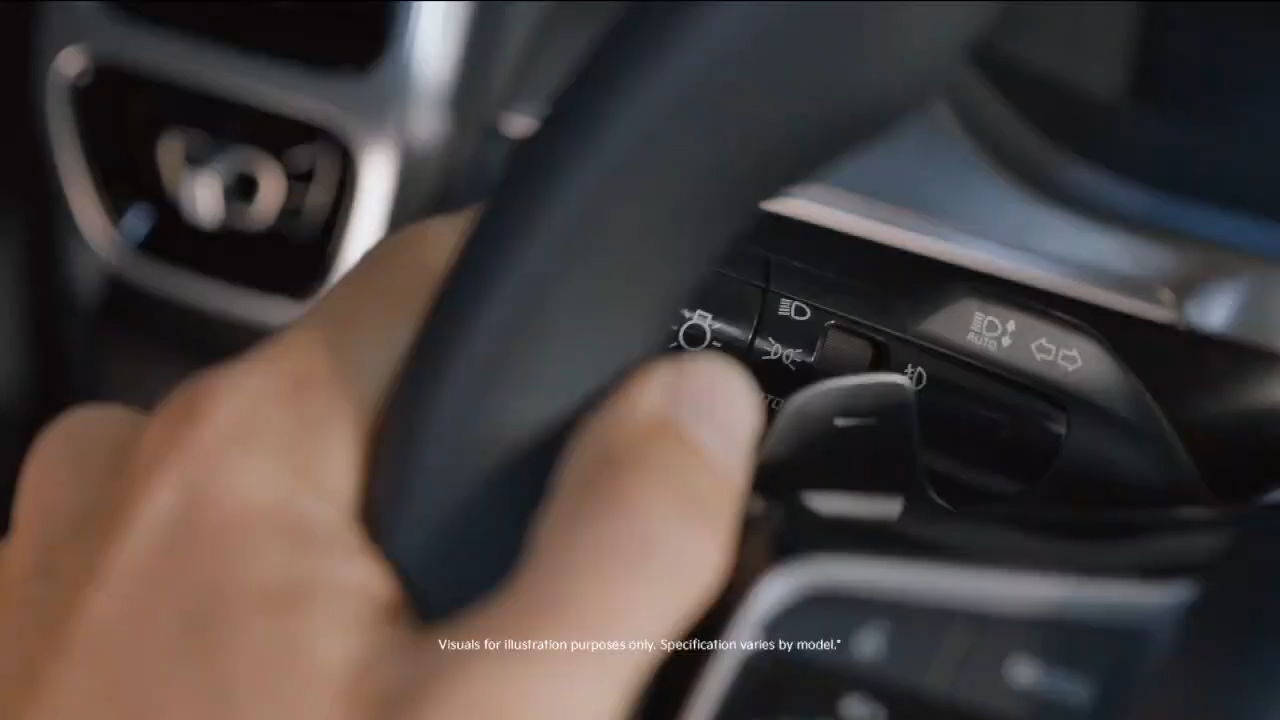 AUTO
Visuals for illustration purposes only. Specification varies by model.*